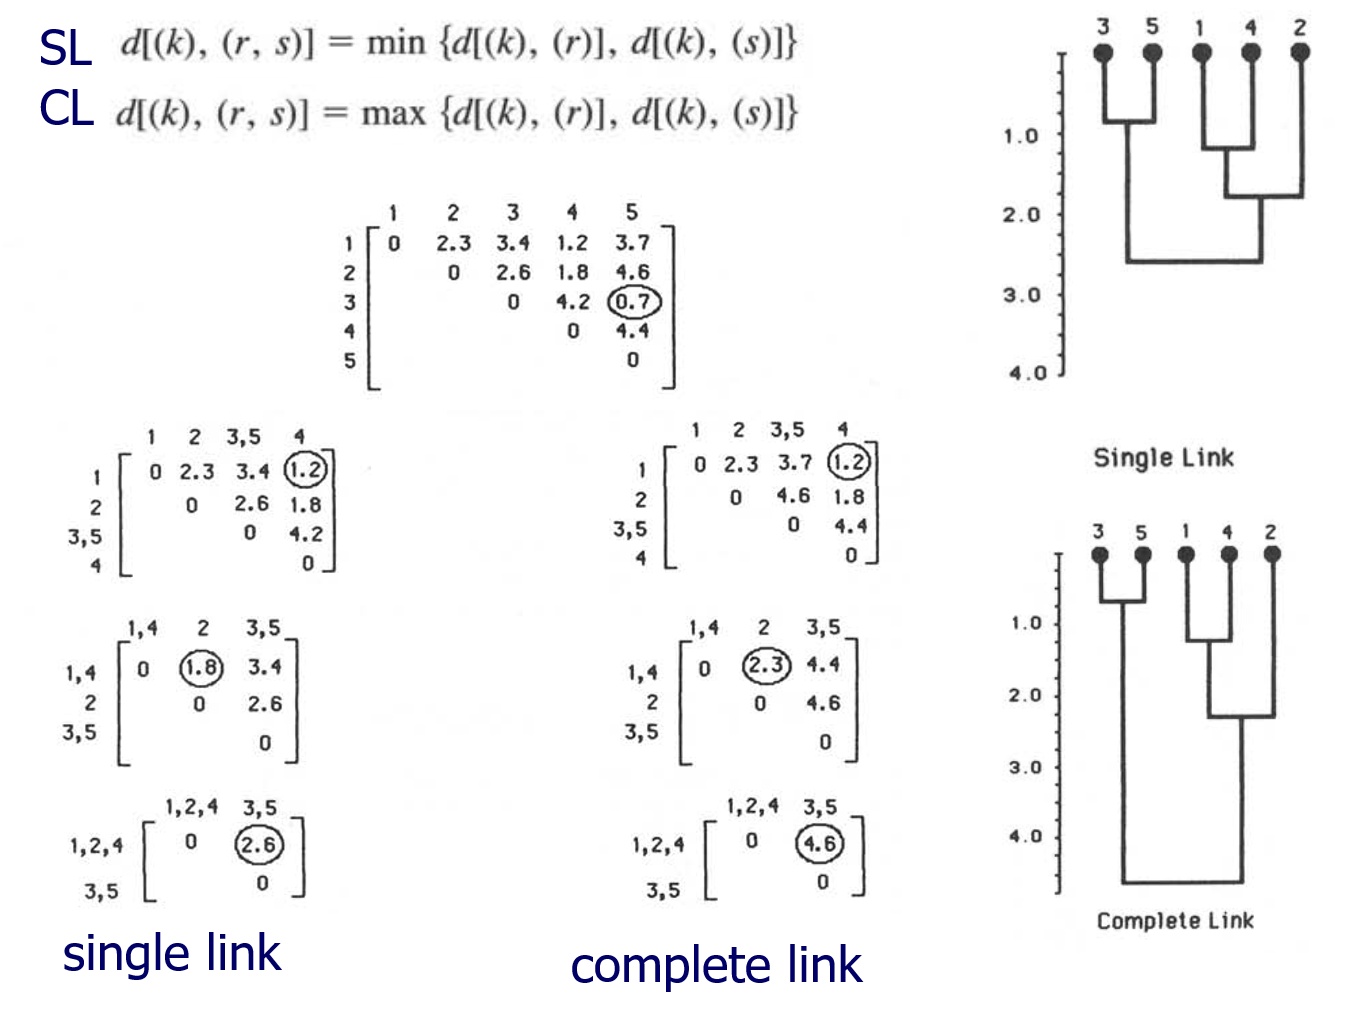 SL d[(k), (r, s)] = min {d[(k), (r)], d[(k), (s)]}
CL d[(k), (r, s)] = max {d[(k), (r)], d[(k), (s)]}
1 2 3 4 5
1 0 2.3 3.4 1.2 3.7
2 0 2.6 1.8 4.6
3 0 4.2 0.7
4 0 4.4
5 0
1 2 3,5 4
1 0 2.3 3.4 1.2
2 0 2.6 1.8
3,5 0 4.2
4 0
1,4 2 3,5
1,4 0 1.8 3.4
2 0 2.6
3,5 0
1,2,4 3,5
1,2,4 0 2.6
3,5 0
single link
1 2 3,5 4
1 0 2.3 3.7 1.2
2 0 4.6 1.8
3,5 0 4.4
4 0
1,4 2 3,5
1,4 0 2.3 4.4
2 0 4.6
3,5 0
1,2,4 3,5
1,2,4 0 4.6
3,5 0
complete link
3 5 1 4 2
1.0
2.0
3.0
4.0
Single Link
3 5 1 4 2
1.0
2.0
3.0
4.0
Complete Link